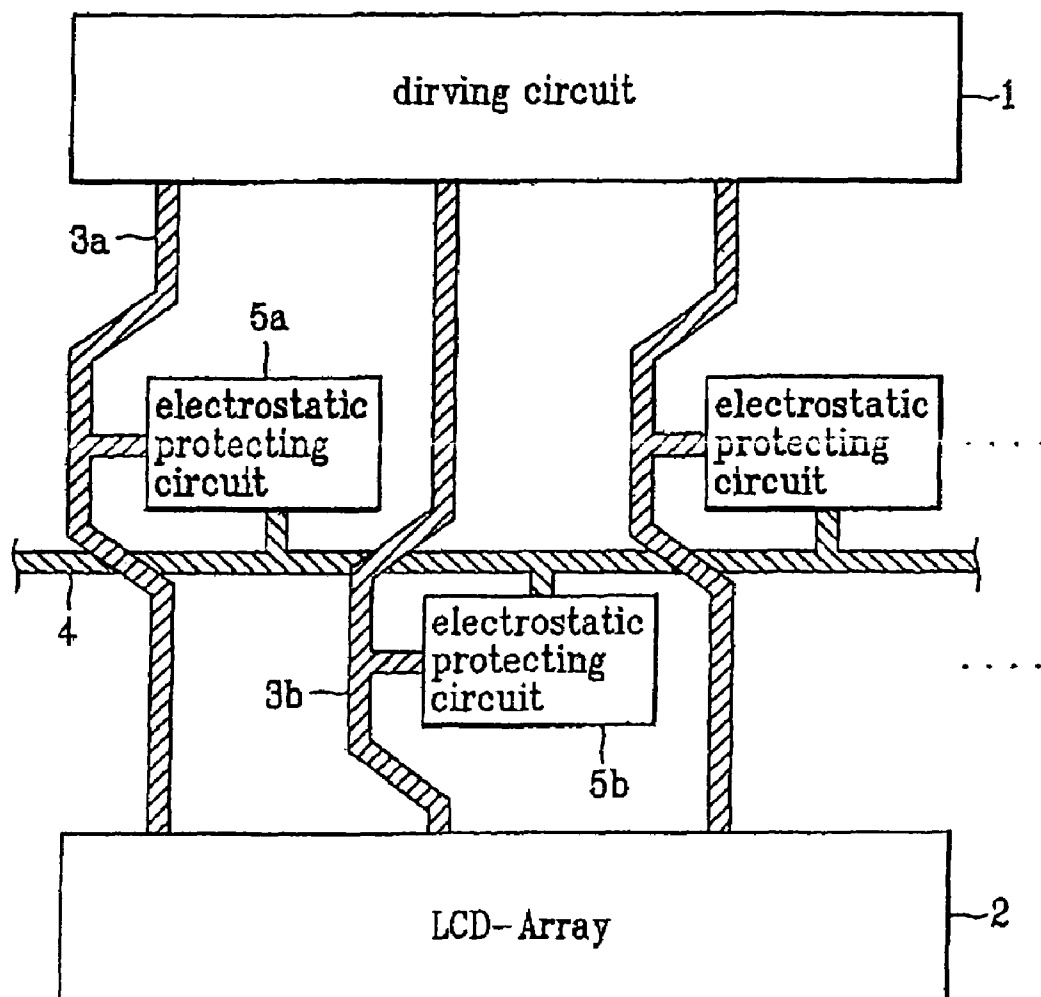 dirving circuit
1
3a
5a
electrostatic
protecting
circuit
electrostatic
protecting
circuit
4
electrostatic
protecting
circuit
3b
5b
LCD-Array
2